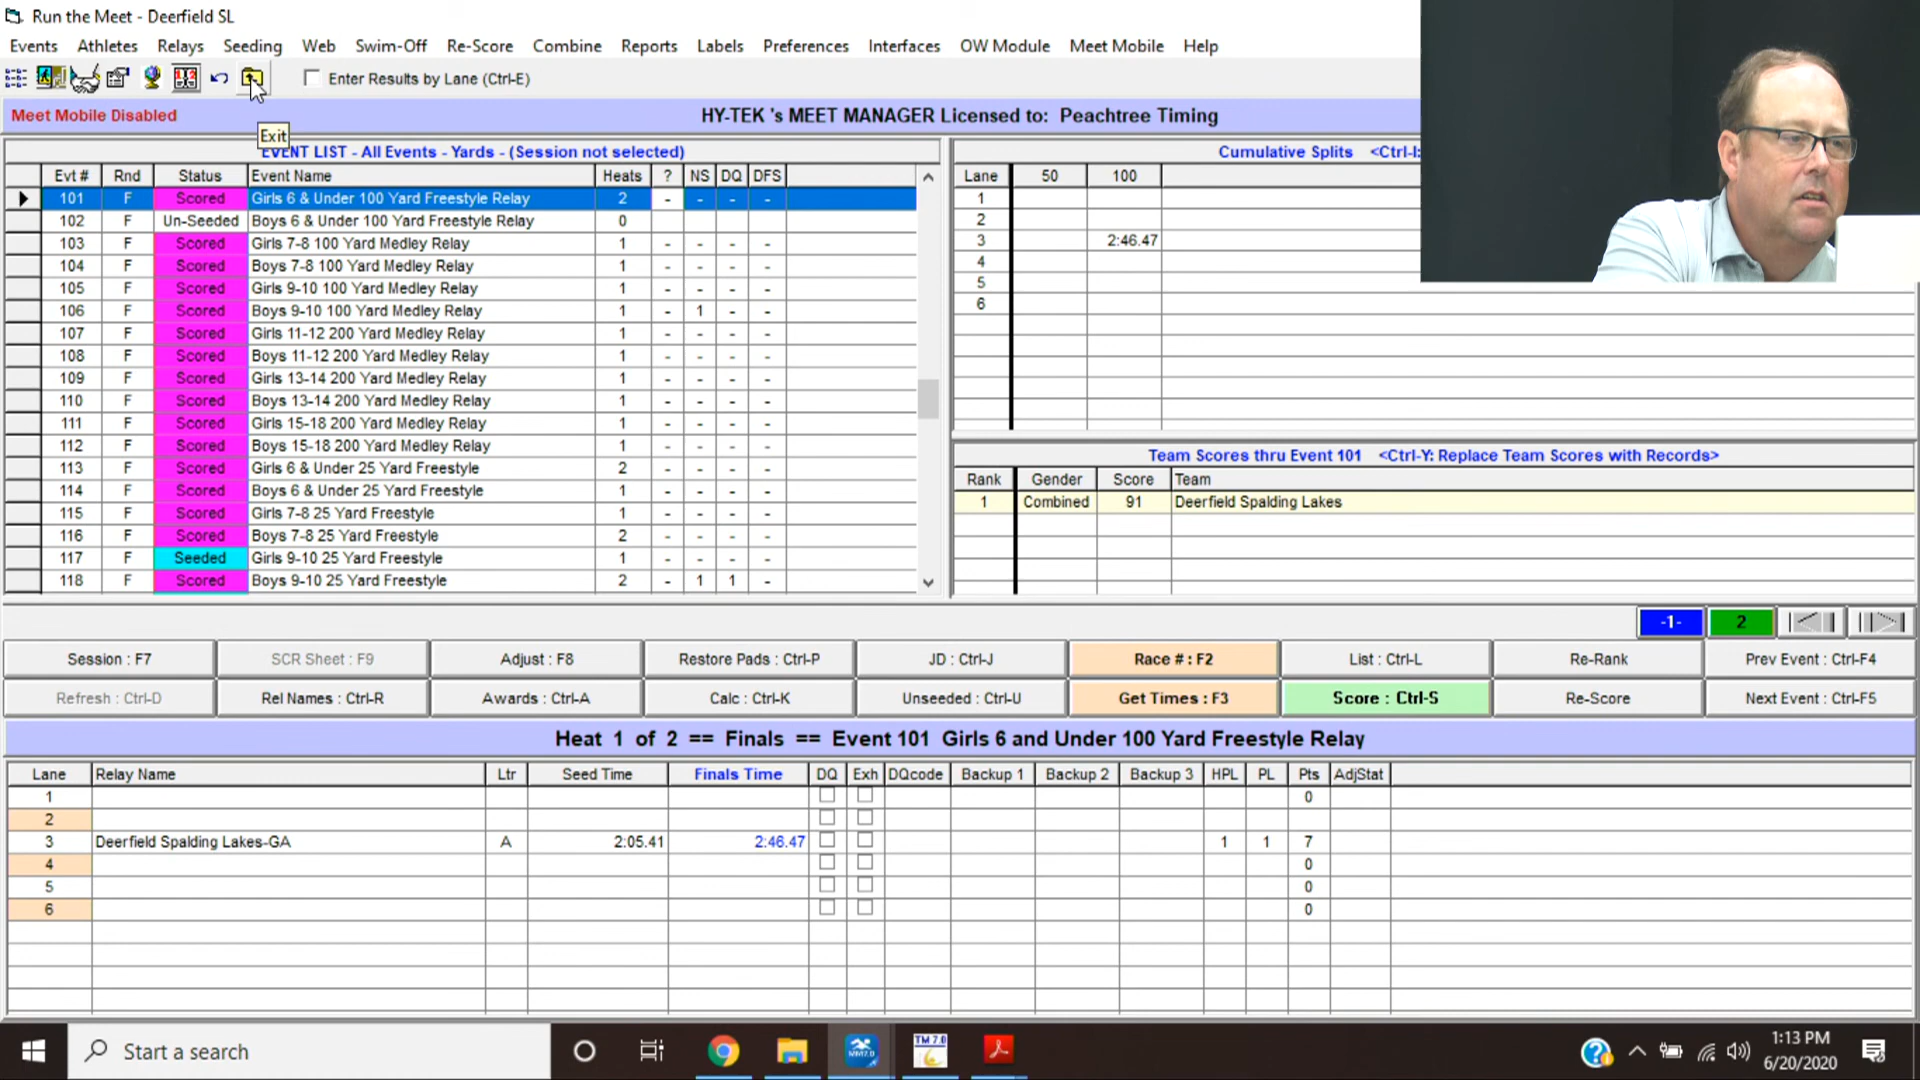 Run the Meet - Deerfield SL
Events Athletes Relays Seeding Web Swim-Off Re-Score Combine Reports Labels Preferences Interfaces OW Module Meet Mobile Help
Enter Results by Lane (Ctrl-E)
Meet Mobile Disabled
HY-TEK 's MEET MANAGER Licensed to: Peachtree Timing
Exit
EVENT LIST - All Events - Yards - (Session not selected)
Evt # Rnd Status Event Name Heats ? NS DQ DFS
101 F Scored Girls 6 & Under 100 Yard Freestyle Relay 2 - - - -
102 F Un-Seeded Boys 6 & Under 100 Yard Freestyle Relay 0
103 F Scored Girls 7-8 100 Yard Medley Relay 1 - - - -
104 F Scored Boys 7-8 100 Yard Medley Relay 1 - - - -
105 F Scored Girls 9-10 100 Yard Medley Relay 1 - - - -
106 F Scored Boys 9-10 100 Yard Medley Relay 1 - 1 - -
107 F Scored Girls 11-12 200 Yard Medley Relay 1 - - - -
108 F Scored Boys 11-12 200 Yard Medley Relay 1 - - - -
109 F Scored Girls 13-14 200 Yard Medley Relay 1 - - - -
110 F Scored Boys 13-14 200 Yard Medley Relay 1 - - - -
111 F Scored Girls 15-18 200 Yard Medley Relay 1 - - - -
112 F Scored Boys 15-18 200 Yard Medley Relay 1 - - - -
113 F Scored Girls 6 & Under 25 Yard Freestyle 2 - - - -
114 F Scored Boys 6 & Under 25 Yard Freestyle 1 - - - -
115 F Scored Girls 7-8 25 Yard Freestyle 1 - - - -
116 F Scored Boys 7-8 25 Yard Freestyle 2 - - - -
117 F Seeded Girls 9-10 25 Yard Freestyle 1 - - - -
118 F Scored Boys 9-10 25 Yard Freestyle 2 - 1 1 -
Cumulative Splits <Ctrl-I:
Lane 50 100
1
2
3 2:46.47
4
5
6
Team Scores thru Event 101 <Ctrl-Y: Replace Team Scores with Records>
Rank Gender Score Team
1 Combined 91 Deerfield Spalding Lakes
-1- 2
Session : F7 SCR Sheet : F9 Adjust : F8 Restore Pads : Ctrl-P JD : Ctrl-J Race # : F2 List : Ctrl-L Re-Rank Prev Event : Ctrl-F4
Refresh : Ctrl-D Rel Names : Ctrl-R Awards : Ctrl-A Calc : Ctrl-K Unseeded : Ctrl-U Get Times : F3 Score : Ctrl-S Re-Score Next Event : Ctrl-F5
Heat 1 of 2 == Finals == Event 101 Girls 6 and Under 100 Yard Freestyle Relay
Lane Relay Name Ltr Seed Time Finals Time DQ Exh DQcode Backup 1 Backup 2 Backup 3 HPL PL Pts AdjStat
1 0
2
3 Deerfield Spalding Lakes-GA A 2:05.41 2:46.47 1 1 7
4 0
5 0
6 0
Start a search
MM7.0
TM 7.0
1:13 PM
6/20/2020